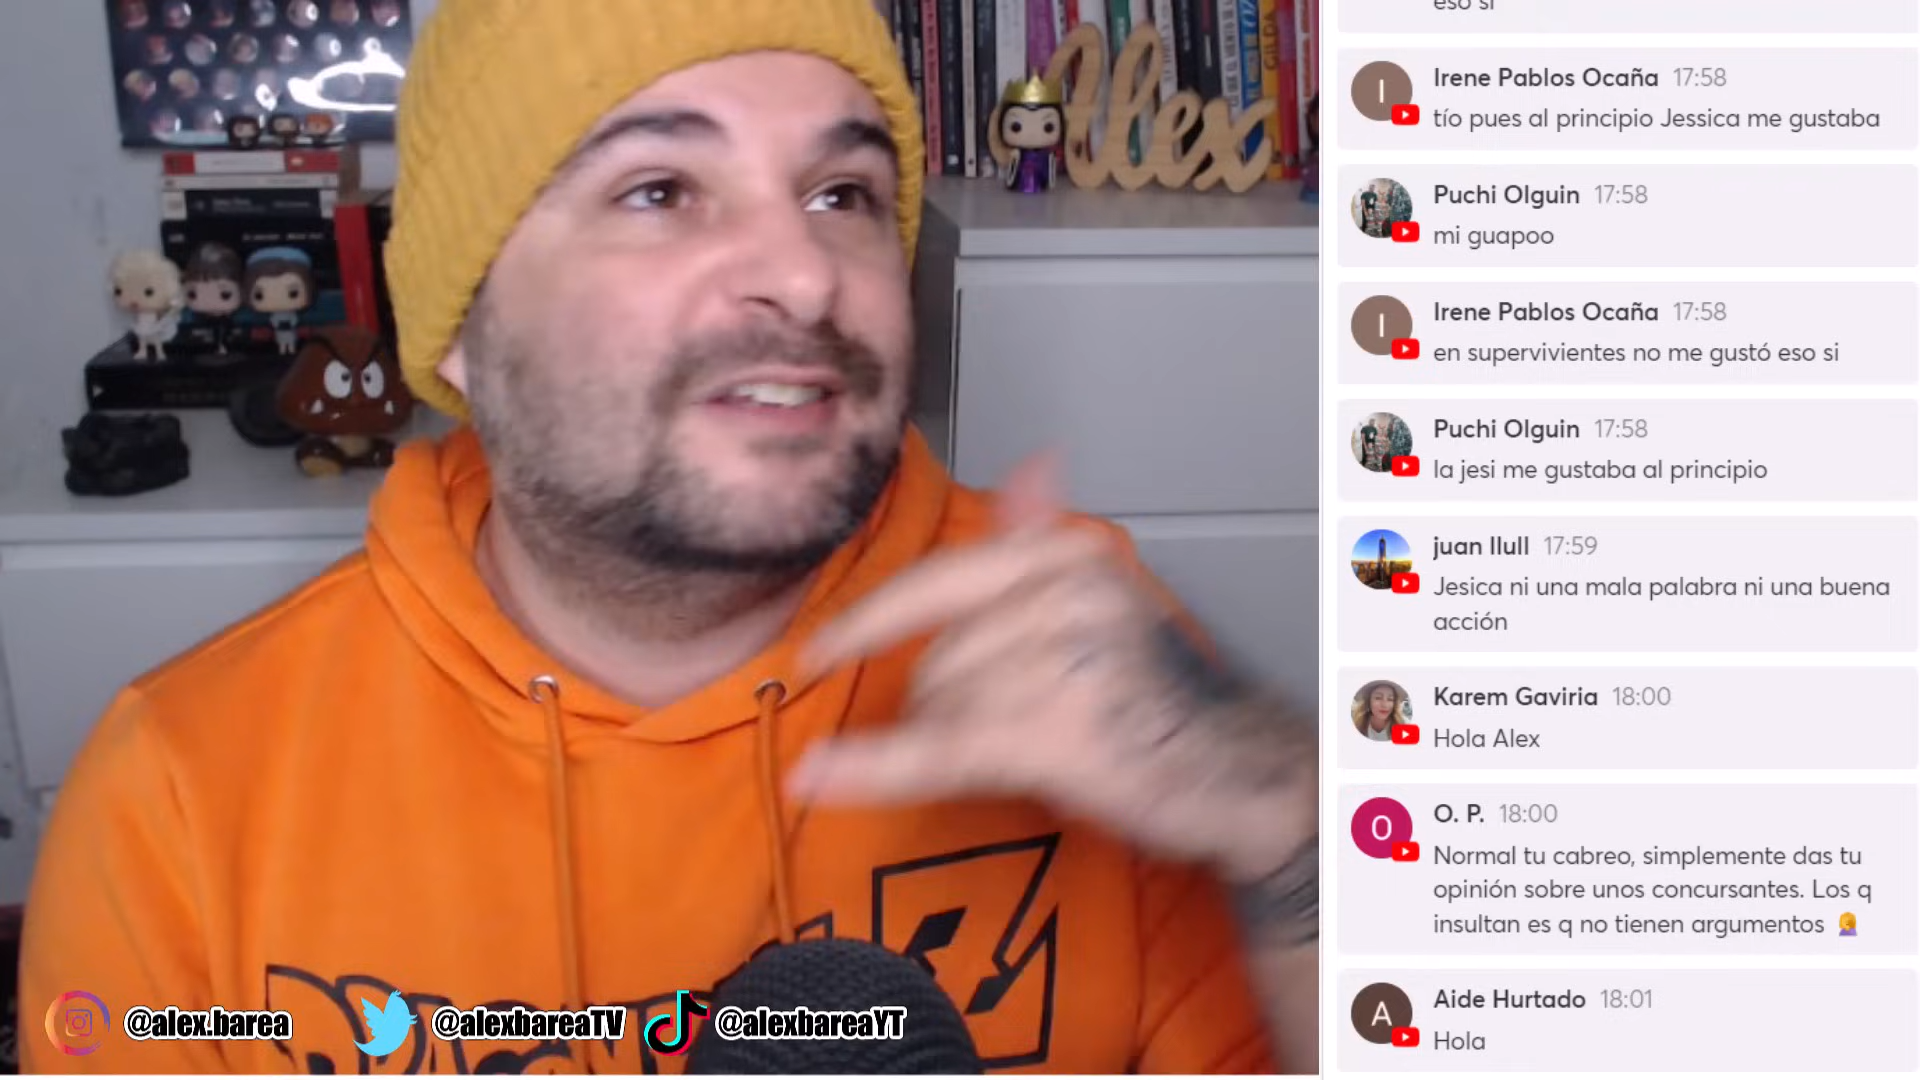 eso si
Irene Pablos Ocaña 17:58
tío pues al principio Jessica me gustaba
Puchi Olguin 17:58
mi guapoo
Irene Pablos Ocaña 17:58
en supervivientes no me gustó eso si
Puchi Olguin 17:58
la jesi me gustaba al principio
juan llull 17:59
Jesica ni una mala palabra ni una buena
acción
Karem Gaviria 18:00
Hola Alex
O. P. 18:00
Normal tu cabreo, simplemente das tu
opinión sobre unos concursantes. Los q
insultan es q no tienen argumentos 🤦‍♀️
Aide Hurtado 18:01
Hola
I
I
O
A
Alex
GILDA
DRAGON
Z
@alex.barea
@alexbareaTV
@alexbareaYT